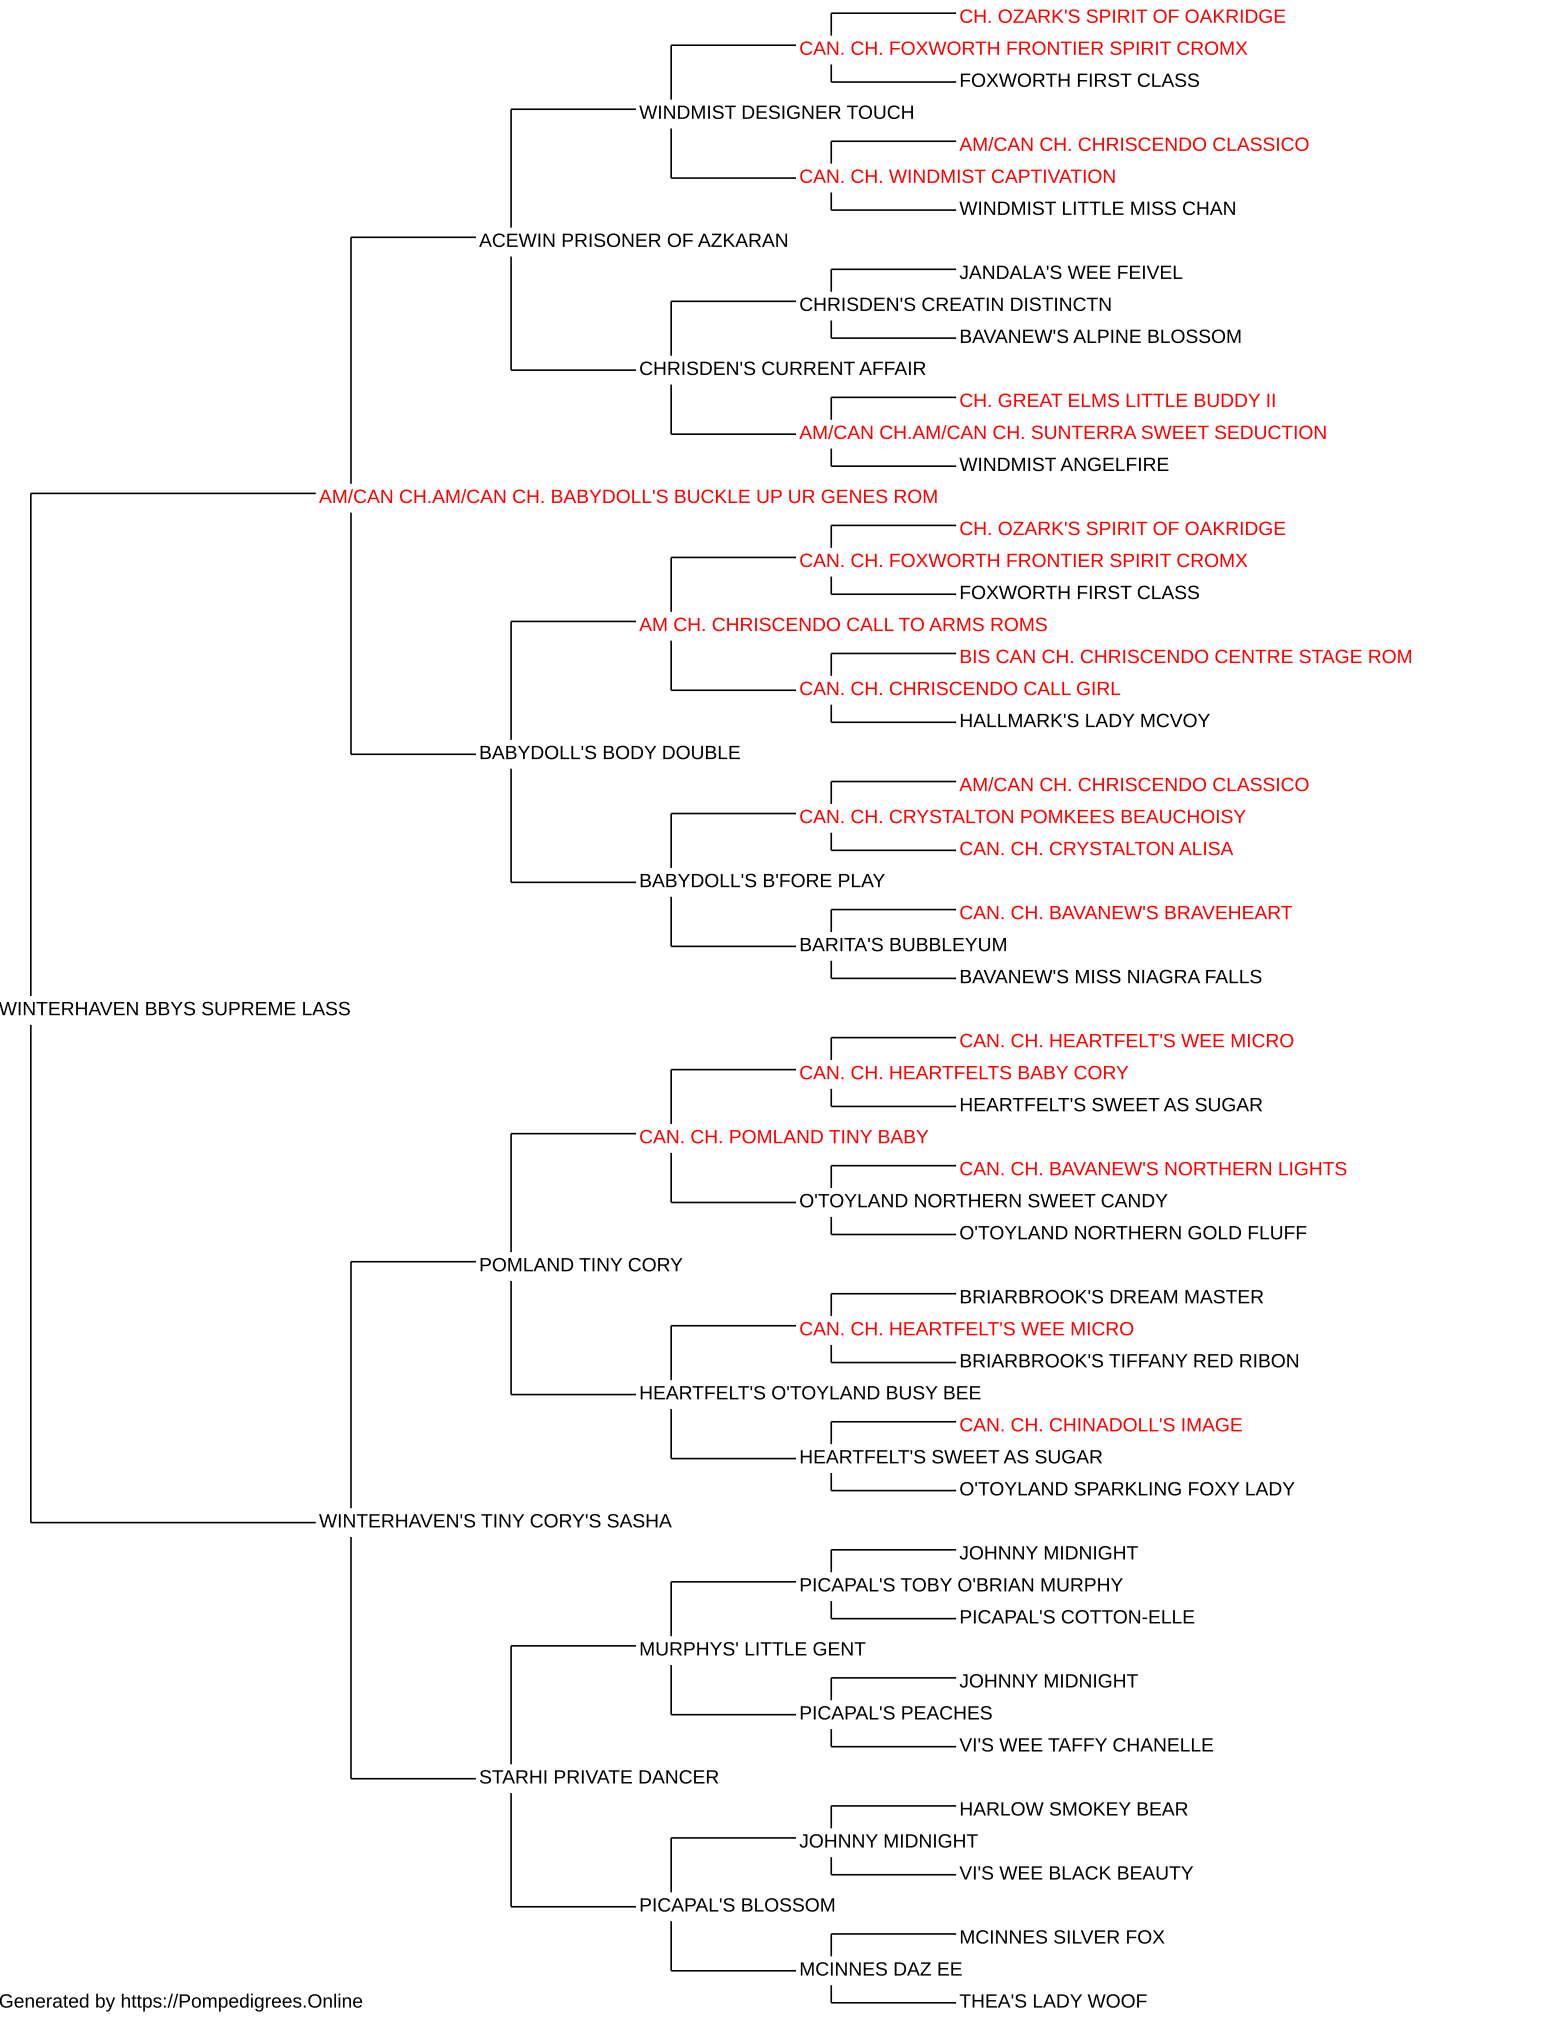 CH. OZARK'S SPIRIT OF OAKRIDGE
CAN. CH. FOXWORTH FRONTIER SPIRIT CROMX
FOXWORTH FIRST CLASS
WINDMIST DESIGNER TOUCH
AM/CAN CH. CHRISCENDO CLASSICO
CAN. CH. WINDMIST CAPTIVATION
WINDMIST LITTLE MISS CHAN
ACEWIN PRISONER OF AZKARAN
JANDALA'S WEE FEIVEL
CHRISDEN'S CREATIN DISTINCTN
BAVANEW'S ALPINE BLOSSOM
CHRISDEN'S CURRENT AFFAIR
CH. GREAT ELMS LITTLE BUDDY II
AM/CAN CH.AM/CAN CH. SUNTERRA SWEET SEDUCTION
WINDMIST ANGELFIRE
AM/CAN CH.AM/CAN CH. BABYDOLL'S BUCKLE UP UR GENES ROM
CH. OZARK'S SPIRIT OF OAKRIDGE
CAN. CH. FOXWORTH FRONTIER SPIRIT CROMX
FOXWORTH FIRST CLASS
AM CH. CHRISCENDO CALL TO ARMS ROMS
BIS CAN CH. CHRISCENDO CENTRE STAGE ROM
CAN. CH. CHRISCENDO CALL GIRL
HALLMARK'S LADY MCVOY
BABYDOLL'S BODY DOUBLE
AM/CAN CH. CHRISCENDO CLASSICO
CAN. CH. CRYSTALTON POMKEES BEAUCHOISY
CAN. CH. CRYSTALTON ALISA
BABYDOLL'S B'FORE PLAY
CAN. CH. BAVANEW'S BRAVEHEART
BARITA'S BUBBLEYUM
BAVANEW'S MISS NIAGRA FALLS
WINTERHAVEN BBYS SUPREME LASS
CAN. CH. HEARTFELT'S WEE MICRO
CAN. CH. HEARTFELTS BABY CORY
HEARTFELT'S SWEET AS SUGAR
CAN. CH. POMLAND TINY BABY
CAN. CH. BAVANEW'S NORTHERN LIGHTS
O'TOYLAND NORTHERN SWEET CANDY
O'TOYLAND NORTHERN GOLD FLUFF
POMLAND TINY CORY
BRIARBROOK'S DREAM MASTER
CAN. CH. HEARTFELT'S WEE MICRO
BRIARBROOK'S TIFFANY RED RIBON
HEARTFELT'S O'TOYLAND BUSY BEE
CAN. CH. CHINADOLL'S IMAGE
HEARTFELT'S SWEET AS SUGAR
O'TOYLAND SPARKLING FOXY LADY
WINTERHAVEN'S TINY CORY'S SASHA
JOHNNY MIDNIGHT
PICAPAL'S TOBY O'BRIAN MURPHY
PICAPAL'S COTTON-ELLE
MURPHYS' LITTLE GENT
JOHNNY MIDNIGHT
PICAPAL'S PEACHES
VI'S WEE TAFFY CHANELLE
STARHI PRIVATE DANCER
HARLOW SMOKEY BEAR
JOHNNY MIDNIGHT
VI'S WEE BLACK BEAUTY
PICAPAL'S BLOSSOM
MCINNES SILVER FOX
MCINNES DAZ EE
THEA'S LADY WOOF
Generated by https://Pompedigrees.Online